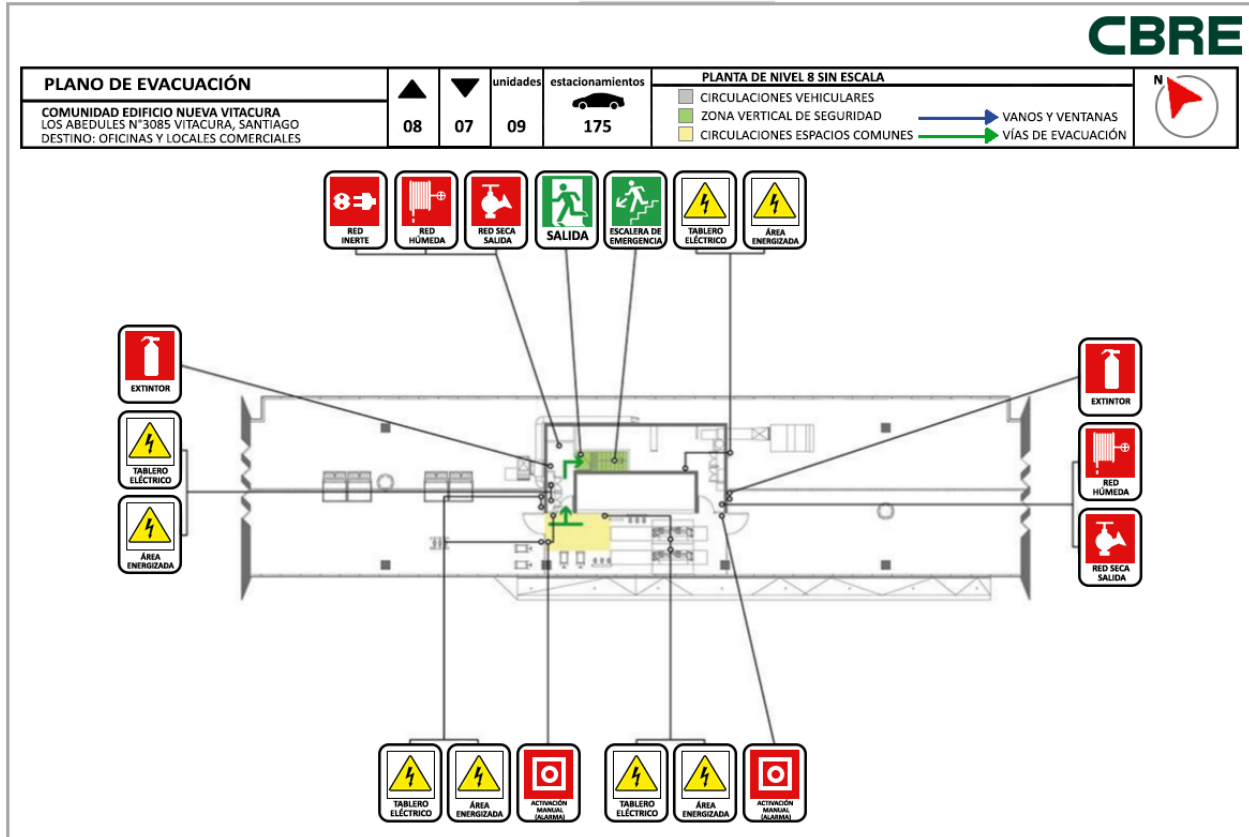 CBRE
PLANO DE EVACUACIÓN
COMUNIDAD EDIFICIO NUEVA VITACURA
LOS ABEDULES N°3085 VITACURA, SANTIAGO
DESTINO: OFICINAS Y LOCALES COMERCIALES
08
07
unidades
09
estacionamientos
175
PLANTA DE NIVEL 8 SIN ESCALA
CIRCULACIONES VEHICULARES
ZONA VERTICAL DE SEGURIDAD
CIRCULACIONES ESPACIOS COMUNES
VANOS Y VENTANAS
VÍAS DE EVACUACIÓN
N
RED
INERTE
RED
HÚMEDA
RED SECA
SALIDA
SALIDA
ESCALERA DE
EMERGENCIA
TABLERO
ELÉCTRICO
ÁREA
ENERGIZADA
EXTINTOR
TABLERO
ELÉCTRICO
ÁREA
ENERGIZADA
EXTINTOR
RED
HÚMEDA
RED SECA
SALIDA
TABLERO
ELÉCTRICO
ÁREA
ENERGIZADA
ACTIVACIÓN
MANUAL
(ALARMA)
TABLERO
ELÉCTRICO
ÁREA
ENERGIZADA
ACTIVACIÓN
MANUAL
(ALARMA)